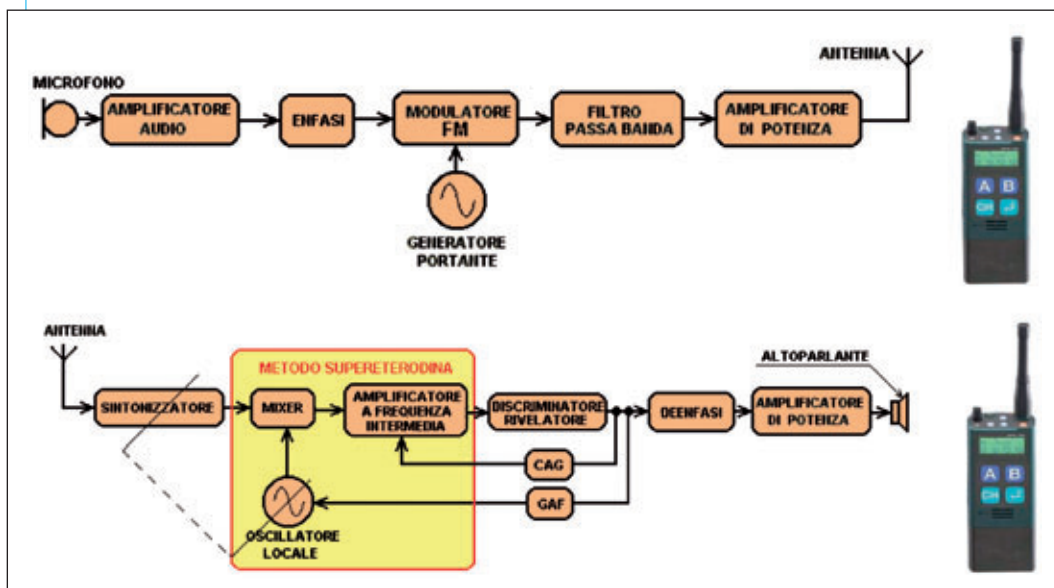 ANTENNA
MICROFONO
AMPLIFICATORE
AUDIO
ENFASI
MODULATORE
FM
FILTRO
PASSA BANDA
AMPLIFICATORE
DI POTENZA
GENERATORE
PORTANTE
A B
CH
ANTENNA
METODO SUPERETERODINA
ALTOPARLANTE
SINTONIZZATORE
MIXER
AMPLIFICATORE
A FREQUENZA
INTERMEDIA
DISCRIMINATORE
RIVELATORE
DEENFASI
AMPLIFICATORE
DI POTENZA
CAG
GAF
OSCILLATORE
LOCALE
A B
CH